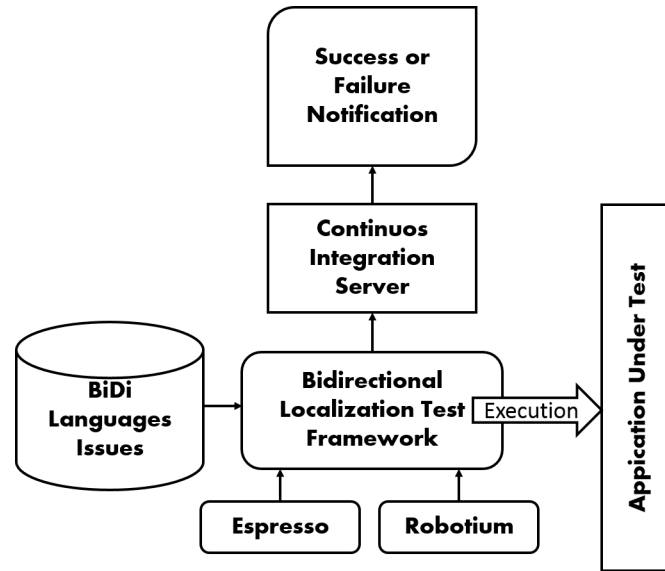 Success or
Failure
Notification
Continuos
Integration
Server
BiDi
Languages
Issues
Bidirectional
Localization Test
Framework
Execution
Appication Under Test
Espresso
Robotium